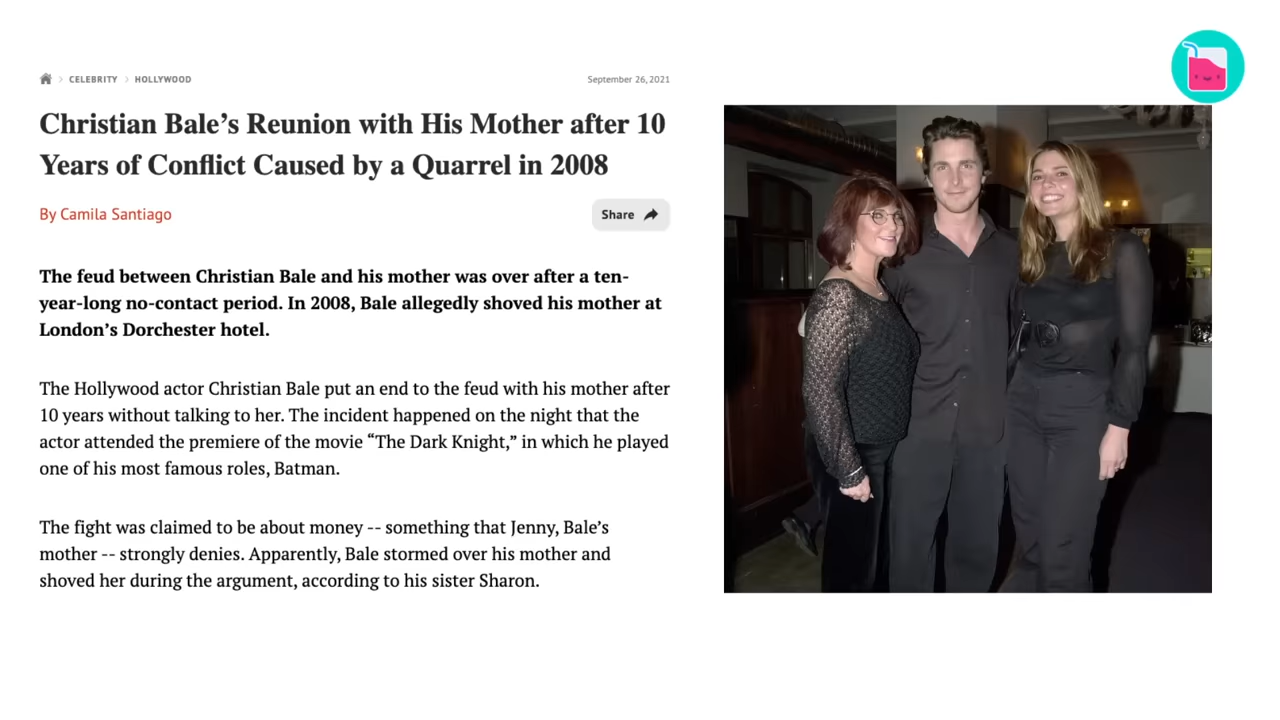 CELEBRITY > HOLLYWOOD
September 26, 2021
Christian Bale’s Reunion with His Mother after 10
Years of Conflict Caused by a Quarrel in 2008
By Camila Santiago
Share
The feud between Christian Bale and his mother was over after a ten-
year-long no-contact period. In 2008, Bale allegedly shoved his mother at
London’s Dorchester hotel.
The Hollywood actor Christian Bale put an end to the feud with his mother after
10 years without talking to her. The incident happened on the night that the
actor attended the premiere of the movie “The Dark Knight,” in which he played
one of his most famous roles, Batman.
The fight was claimed to be about money -- something that Jenny, Bale’s
mother -- strongly denies. Apparently, Bale stormed over his mother and
shoved her during the argument, according to his sister Sharon.